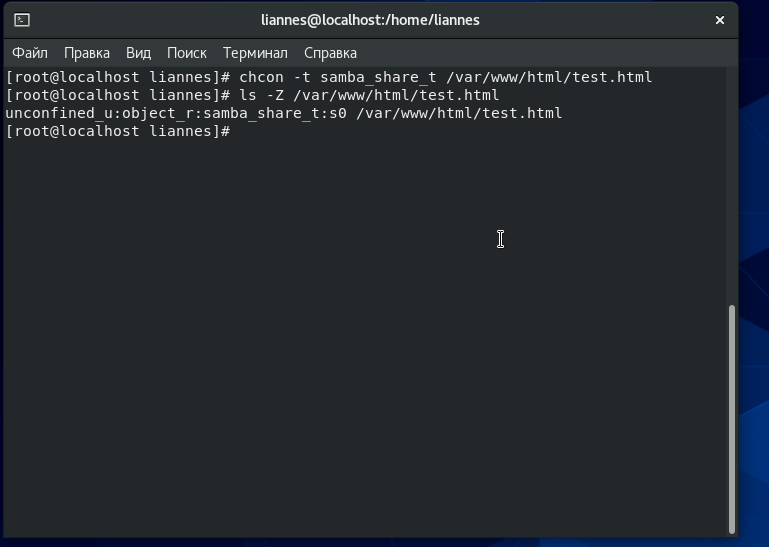 liannes@localhost:/home/liannes
Файл Правка Вид Поиск Терминал Справка
[root@localhost liannes]# chcon -t samba_share_t /var/www/html/test.html
[root@localhost liannes]# ls -Z /var/www/html/test.html
unconfined_u:object_r:samba_share_t:s0 /var/www/html/test.html
[root@localhost liannes]#